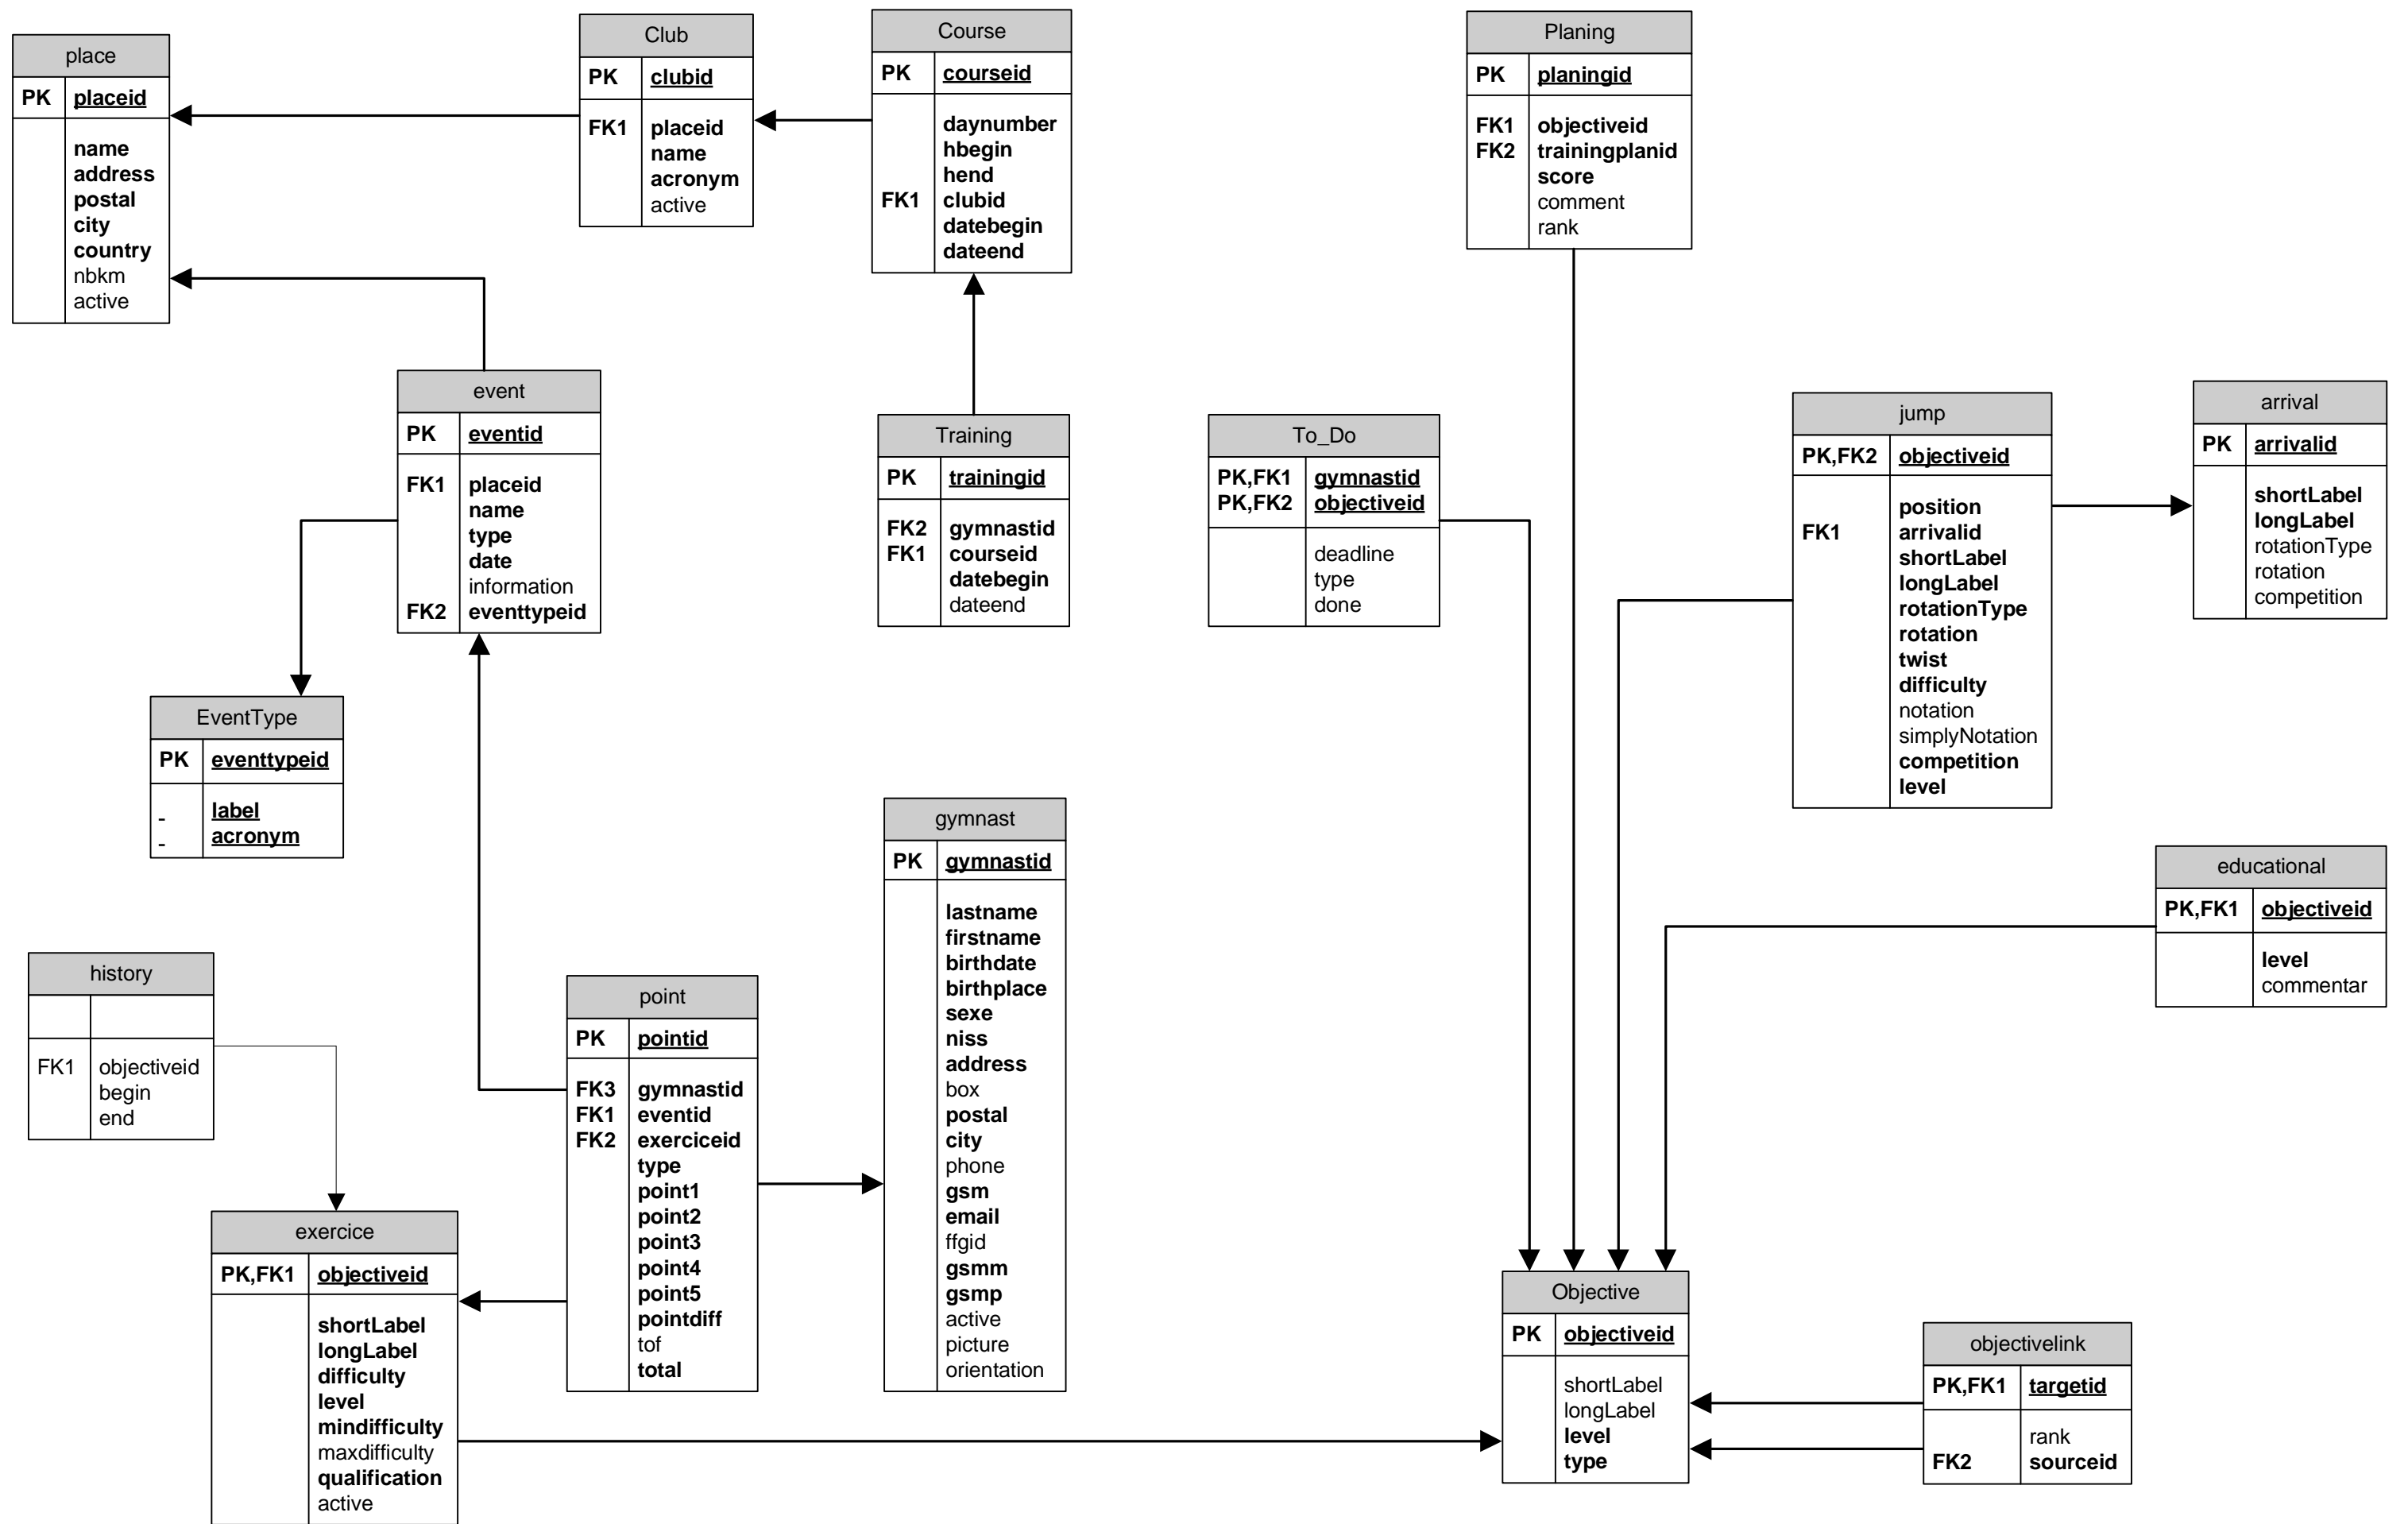 place
PK placeid
name
address
postal
city
country
nbkm
active
Club
PK clubid
FK1 placeid
name
acronym
active
Course
PK courseid
daynumber
hbegin
hend
FK1 clubid
datebegin
dateend
Planing
PK planingid
FK1 objectiveid
FK2 trainingplanid
score
comment
rank
event
PK eventid
FK1 placeid
name
type
date
information
FK2 eventtypeid
Training
PK trainingid
FK2 gymnastid
FK1 courseid
datebegin
dateend
To_Do
PK,FK1 gymnastid
PK,FK2 objectiveid
deadline
type
done
jump
PK,FK2 objectiveid
position
FK1 arrivalid
shortLabel
longLabel
rotationType
rotation
twist
difficulty
notation
simplyNotation
competition
level
arrival
PK arrivalid
shortLabel
longLabel
rotationType
rotation
competition
EventType
PK eventtypeid
- label
- acronym
gymnast
PK gymnastid
lastname
firstname
birthdate
birthplace
sexe
niss
address
box
postal
city
phone
gsm
email
ffgid
gsmm
gsmp
active
picture
orientation
educational
PK,FK1 objectiveid
level
commentar
history
FK1 objectiveid
begin
end
point
PK pointid
FK3 gymnastid
FK1 eventid
FK2 exerciceid
type
point1
point2
point3
point4
point5
pointdiff
tof
total
exercice
PK,FK1 objectiveid
shortLabel
longLabel
difficulty
level
mindifficulty
maxdifficulty
qualification
active
Objective
PK objectiveid
shortLabel
longLabel
level
type
objectivelink
PK,FK1 targetid
rank
FK2 sourceid